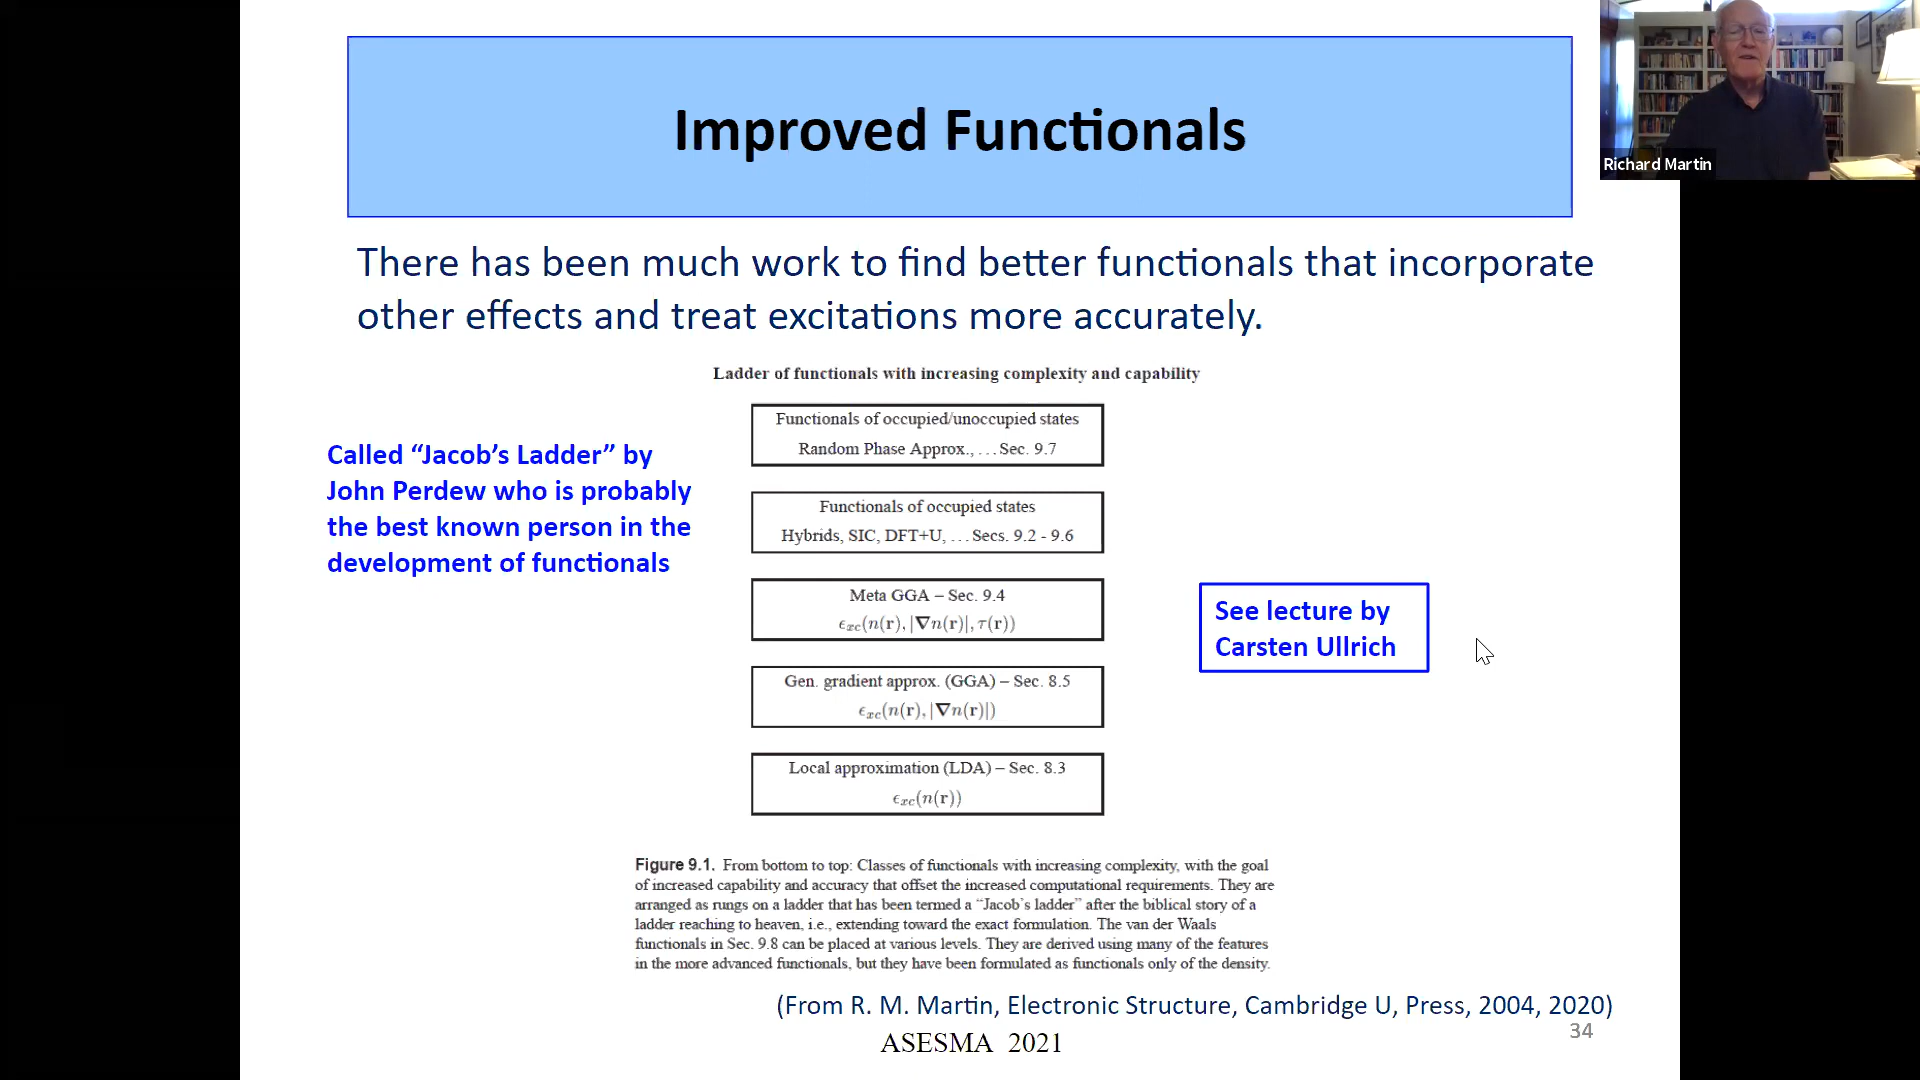 Improved Functionals
Richard Martin
There has been much work to find better functionals that incorporate
other effects and treat excitations more accurately.
Ladder of functionals with increasing complexity and capability
Functionals of occupied/unoccupied states
Random Phase Approx., ... Sec. 9.7
Called “Jacob’s Ladder” by
John Perdew who is probably
the best known person in the
development of functionals
Functionals of occupied states
Hybrids, SIC, DFT+U, ... Secs. 9.2 - 9.6
Meta GGA – Sec. 9.4
ϵxc(n(r), |∇n(r)|, τ(r))
See lecture by
Carsten Ullrich
Gen. gradient approx. (GGA) – Sec. 8.5
ϵxc(n(r), |∇n(r)|)
Local approximation (LDA) – Sec. 8.3
ϵxc(n(r))
Figure 9.1. From bottom to top: Classes of functionals with increasing complexity, with the goal
of increased capability and accuracy that offset the increased computational requirements. They are
arranged as rungs on a ladder that has been termed a “Jacob’s ladder” after the biblical story of a
ladder reaching to heaven, i.e., extending toward the exact formulation. The van der Waals
functionals in Sec. 9.8 can be placed at various levels. They are derived using many of the features
in the more advanced functionals, but they have been formulated as functionals only of the density.
(From R. M. Martin, Electronic Structure, Cambridge U, Press, 2004, 2020)
34
ASESMA 2021